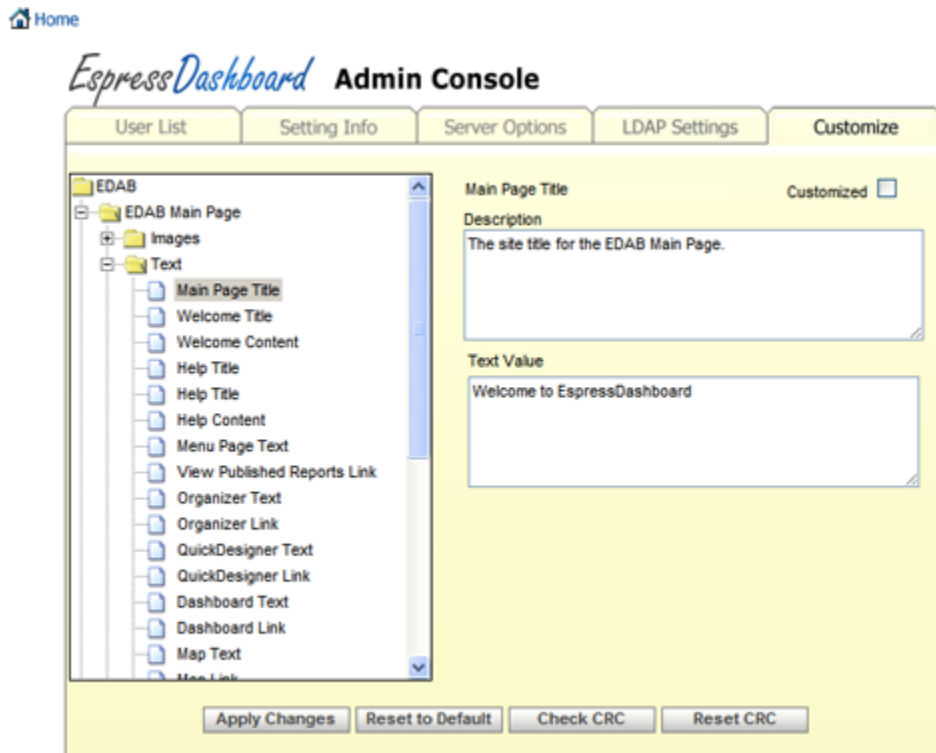 Home
EspressDashboard Admin Console
User List Setting Info Server Options LDAP Settings Customize
EDAB
EDAB Main Page
Images
Text
Main Page Title
Welcome Title
Welcome Content
Help Title
Help Title
Help Content
Menu Page Text
View Published Reports Link
Organizer Text
Organizer Link
QuickDesigner Text
QuickDesigner Link
Dashboard Text
Dashboard Link
Map Text
Map Link
Main Page Title Customized
Description
The site title for the EDAB Main Page.
Text Value
Welcome to EspressDashboard
Apply Changes Reset to Default Check CRC Reset CRC